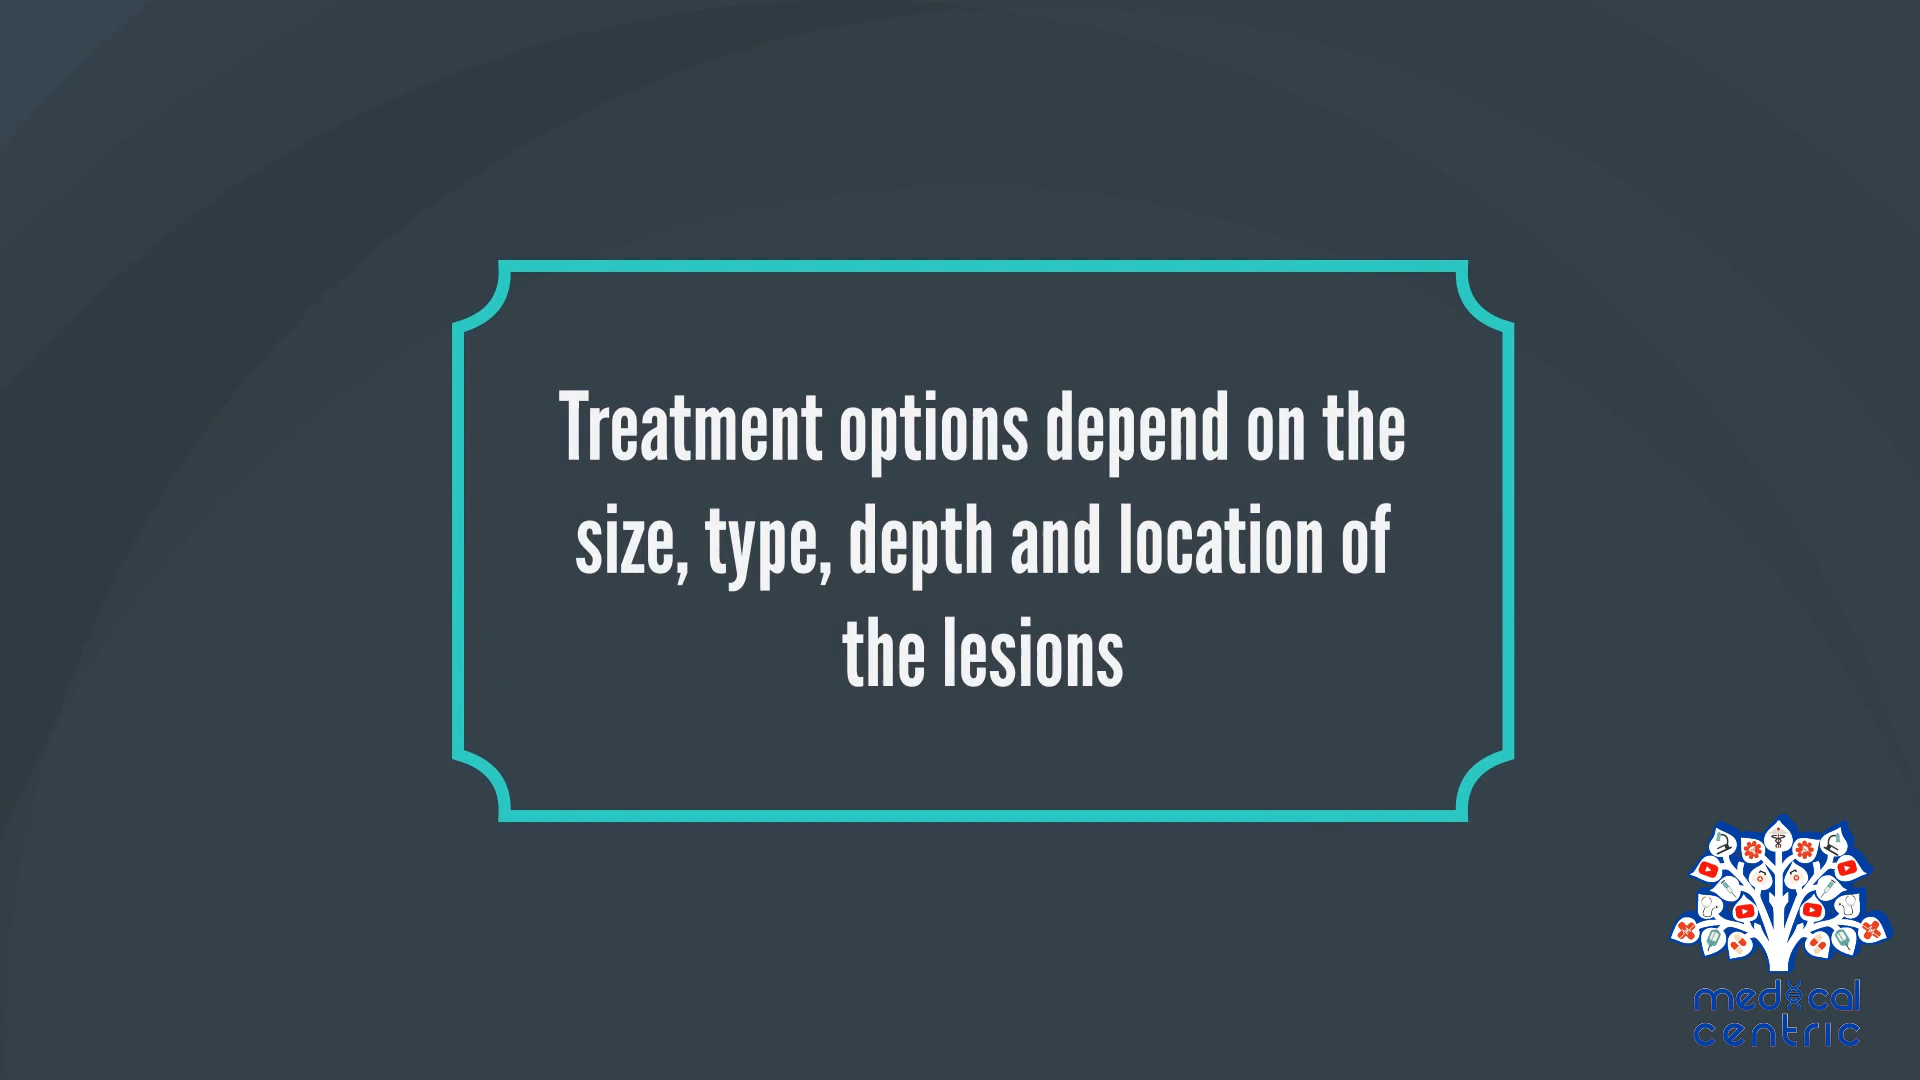 Treatment options depend on the
size, type, depth and location of
the lesions
medical
centric